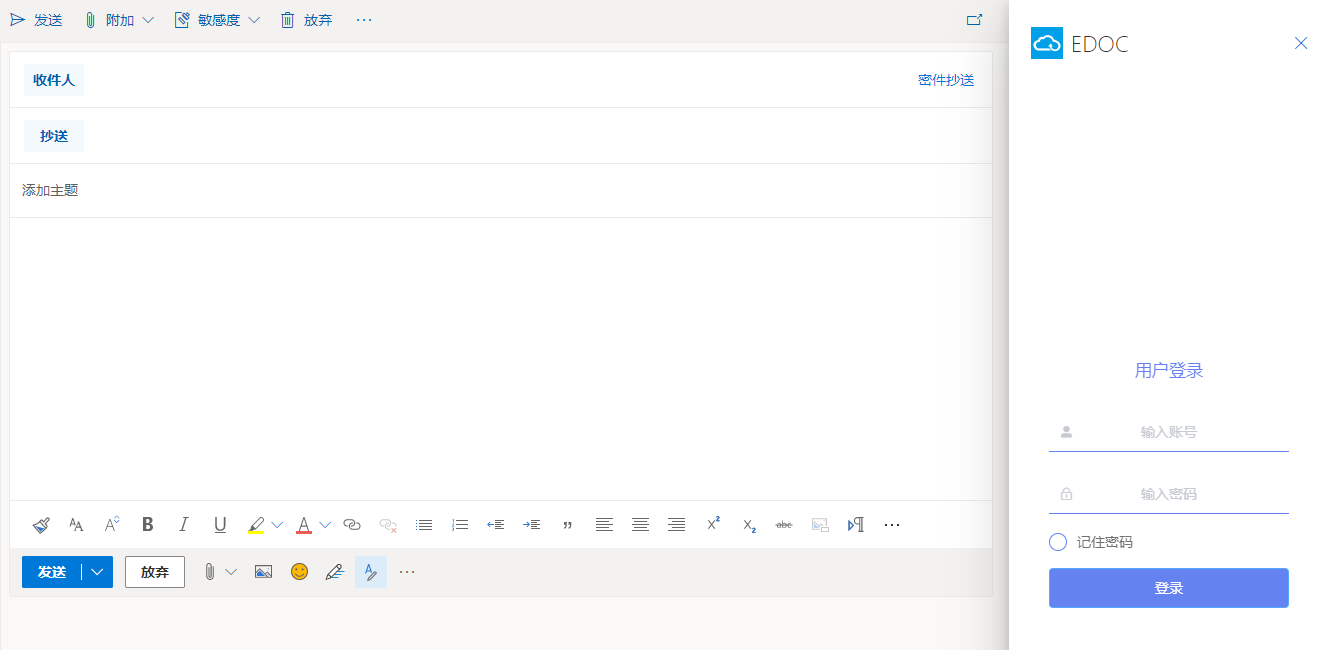 发送 附加 敏感度 放弃 ···
EDOC
收件人 密件抄送
抄送
添加主题
用户登录
输入账号
输入密码
记住密码
登录
B I U A abc ···
发送 放弃 ···